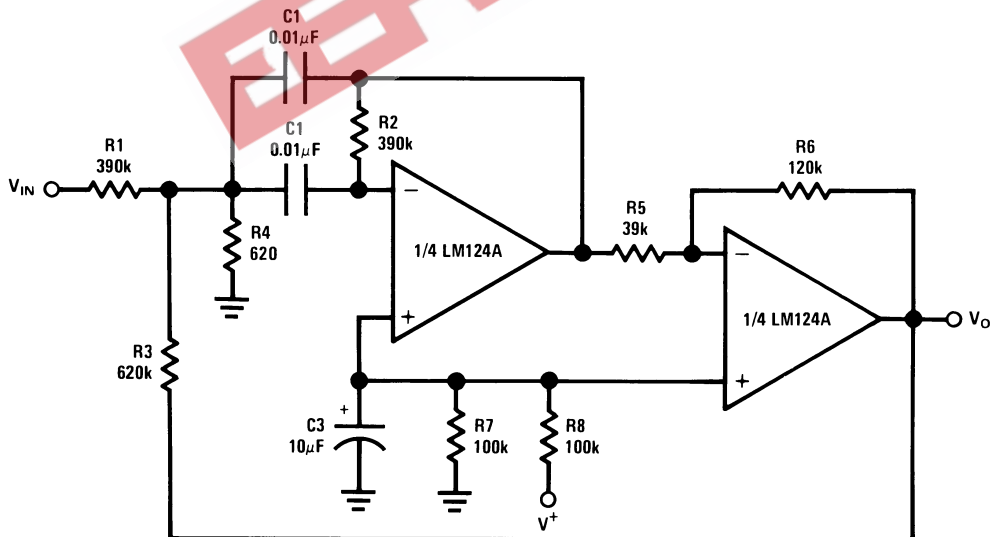 C1
0.01μF
C1
0.01μF
R2
390k
R1
390k
VIN
R4
620
1/4 LM124A
R5
39k
R6
120k
1/4 LM124A
VO
R3
620k
+
C3
10μF
R7
100k
R8
100k
V+
−
+
−
+